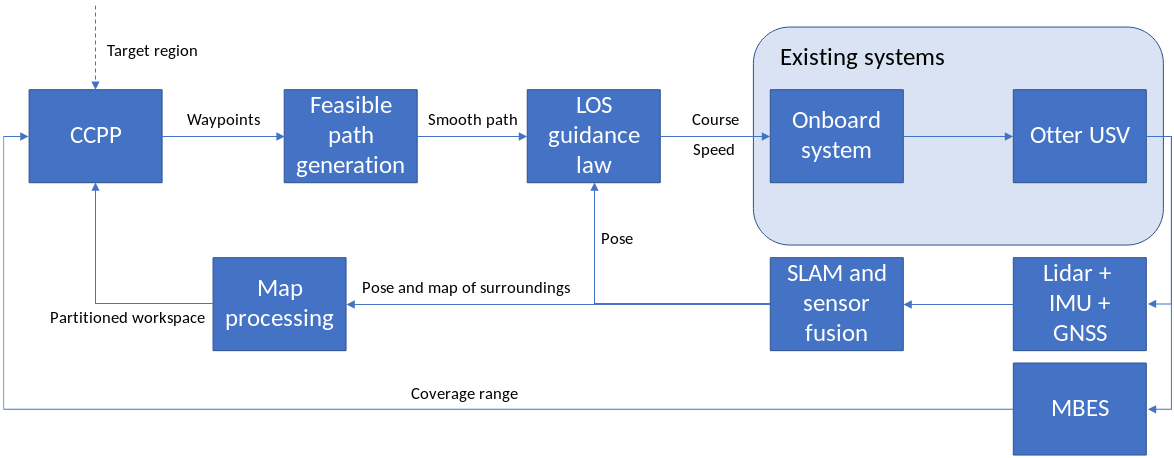 Target region
Existing systems
CCPP
Waypoints
Feasible
path
generation
Smooth path
LOS
guidance
law
Course
Speed
Onboard
system
Otter USV
Pose
Map
processing
Partitioned workspace
Pose and map of surroundings
SLAM and
sensor
fusion
Lidar +
IMU +
GNSS
Coverage range
MBES